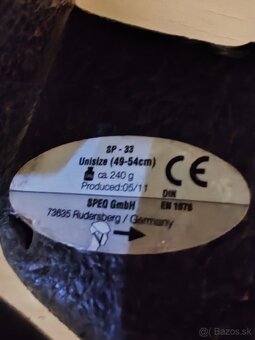 SP - 33
Unisize (49-54cm)
ca. 240 g
Produced:05/11
CE
DIN
EN 1078
SPEQ GmbH
73635 Rudersberg / Germany
Bazos.sk